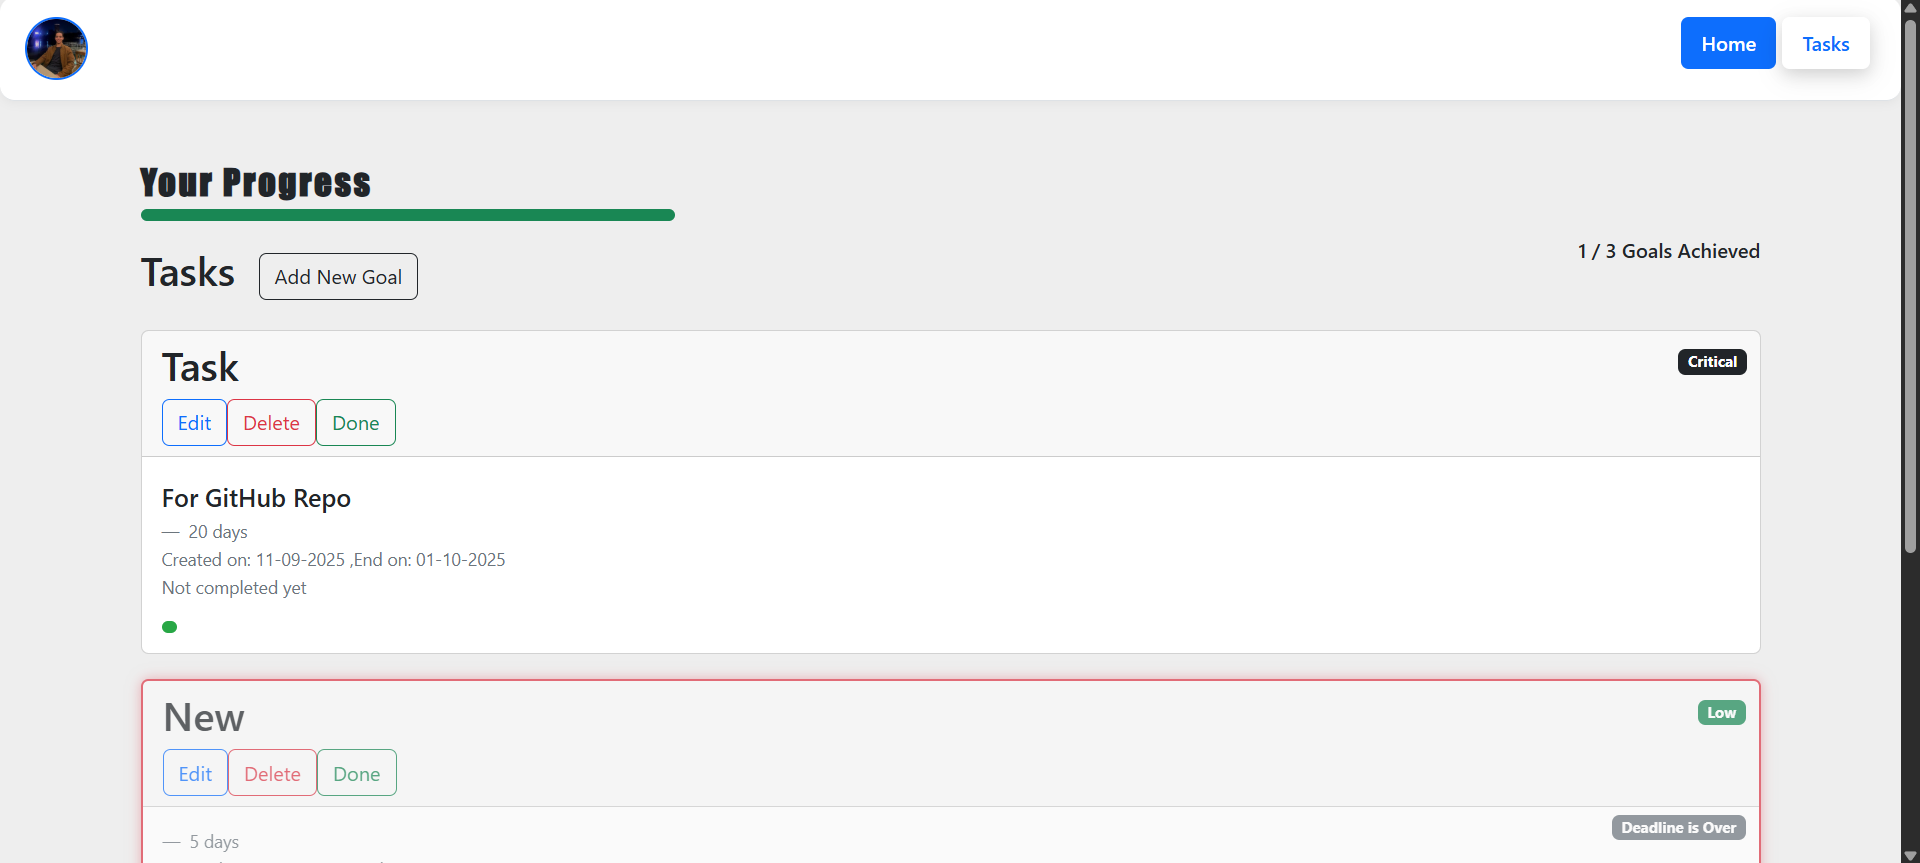 Home
Tasks
Your Progress
1 / 3 Goals Achieved
Tasks
Add New Goal
Task
Critical
Edit
Delete
Done
For GitHub Repo
— 20 days
Created on: 11-09-2025 ,End on: 01-10-2025
Not completed yet
New
Low
Edit
Delete
Done
Deadline is Over
— 5 days